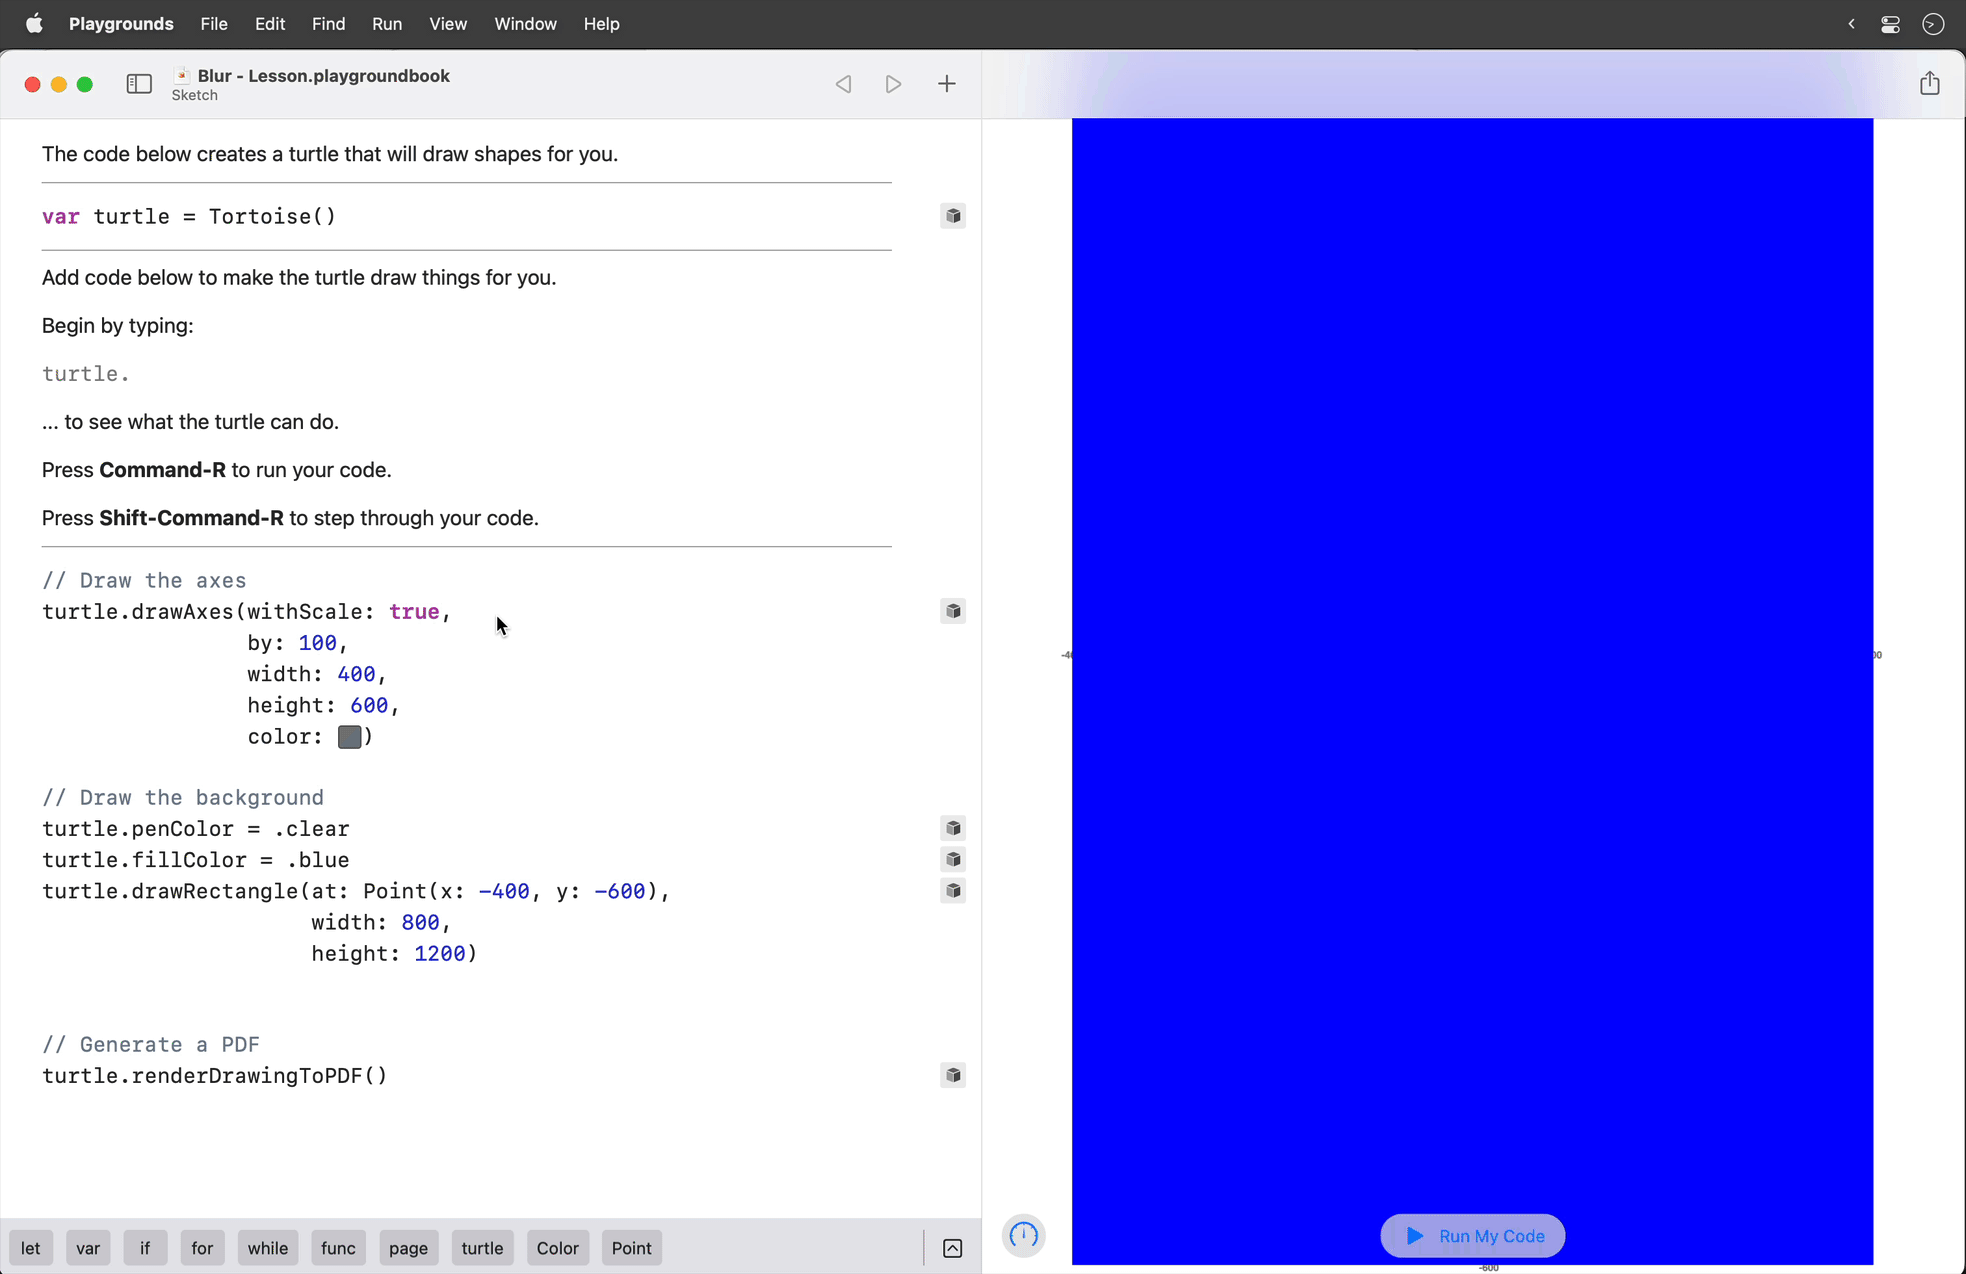 Playgrounds File Edit Find Run View Window Help
Blur - Lesson.playgroundbook
Sketch
The code below creates a turtle that will draw shapes for you.
var turtle = Tortoise()
Add code below to make the turtle draw things for you.
Begin by typing:
turtle.
... to see what the turtle can do.
Press Command-R to run your code.
Press Shift-Command-R to step through your code.
// Draw the axes
turtle.drawAxes(withScale: true,
by: 100,
width: 400,
height: 600,
color: )
// Draw the background
turtle.penColor = .clear
turtle.fillColor = .blue
turtle.drawRectangle(at: Point(x: -400, y: -600),
width: 800,
height: 1200)
// Generate a PDF
turtle.renderDrawingToPDF()
let var if for while func page turtle Color Point
Run My Code
-600